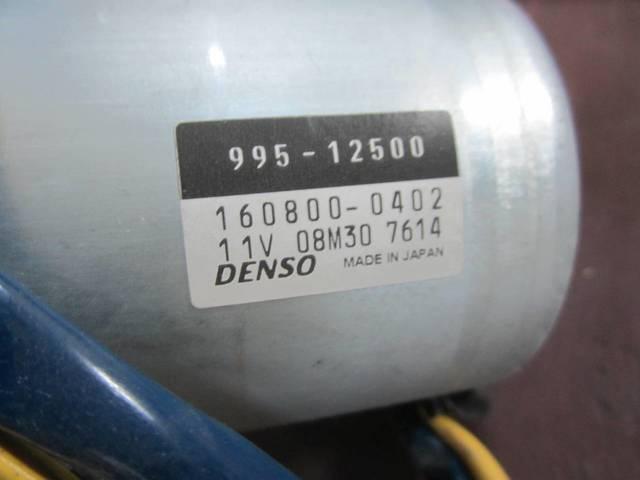 995-12500
160800-0402
11V 08M30 7614
DENSO MADE IN JAPAN